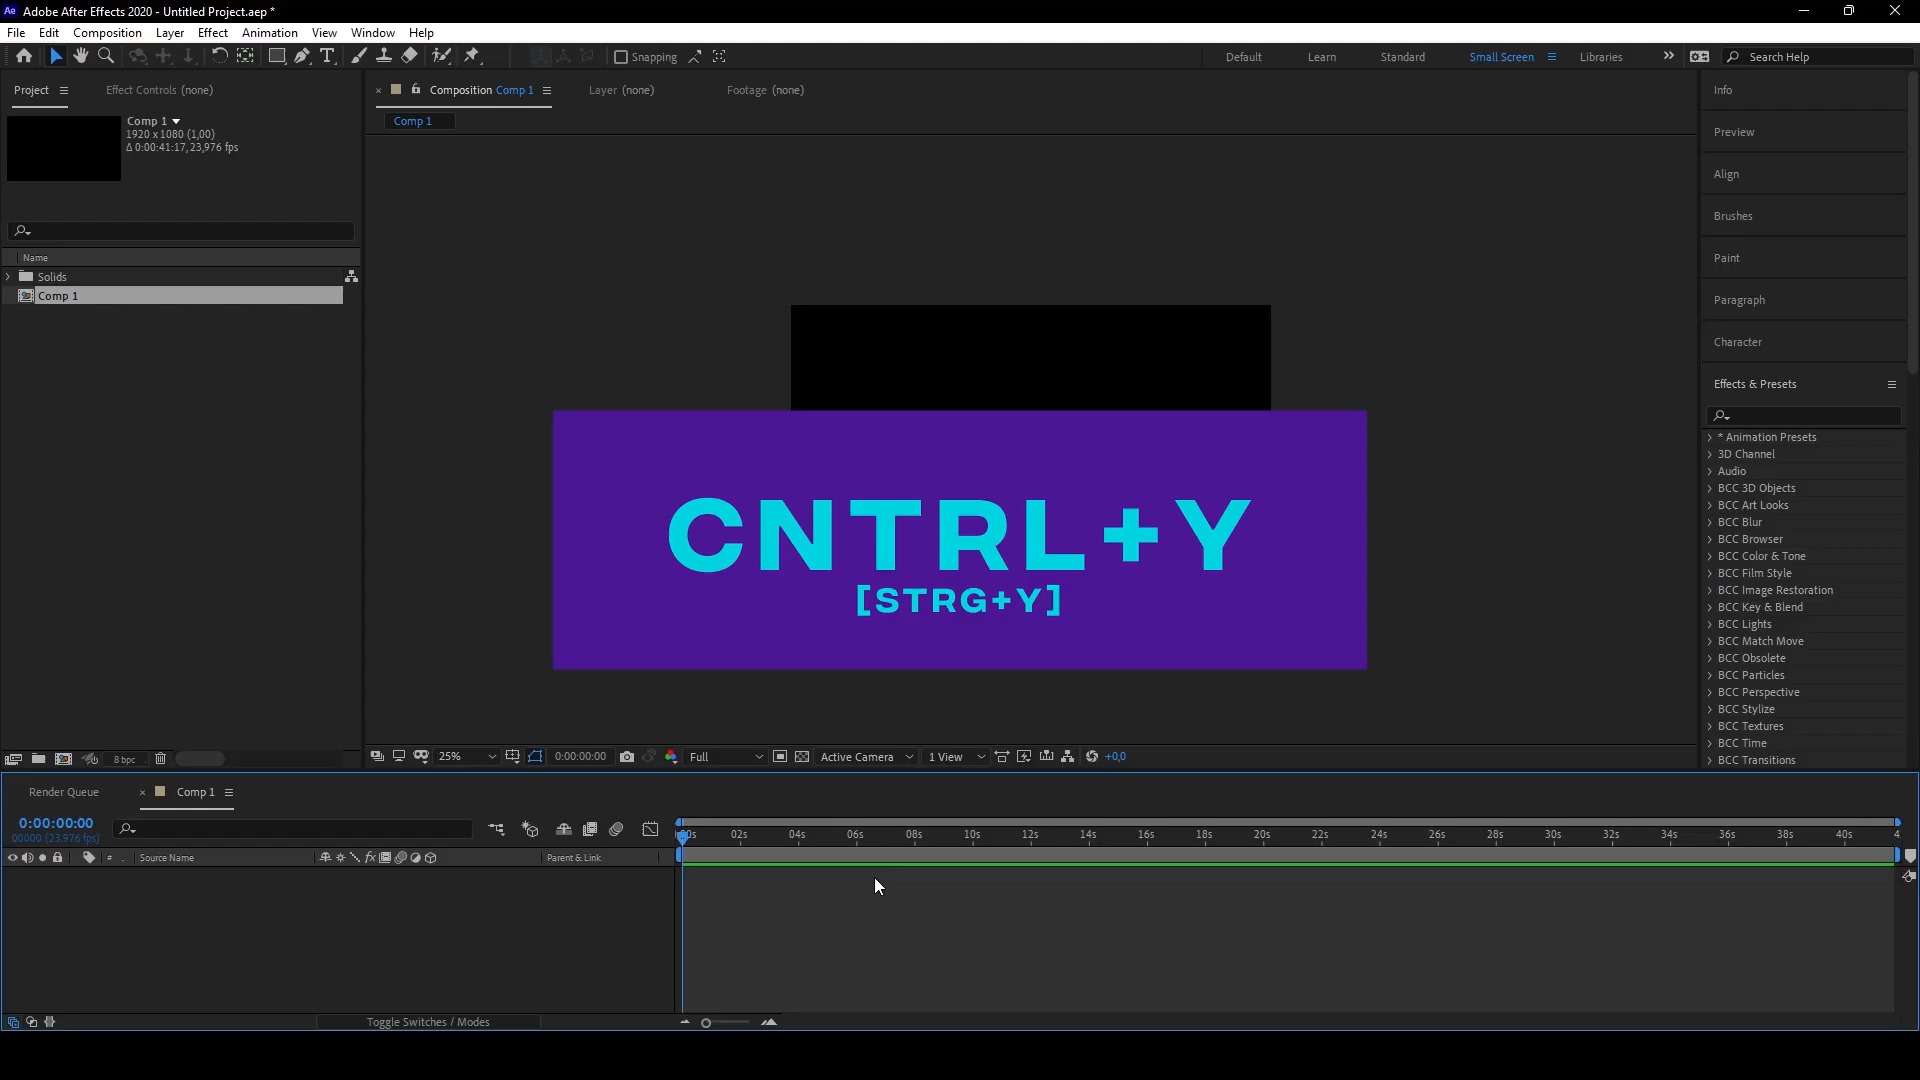 Ae Adobe After Effects 2020 - Untitled Project.aep *
File Edit Composition Layer Effect Animation View Window Help
Snapping Default Learn Standard Small Screen Libraries Search Help
Project Effect Controls (none)
Comp 1
1920 x 1080 (1,00)
Δ 0:00:41:17, 23,976 fps
Name
Solids
Comp 1
8 bpc
Composition Comp 1 Layer (none) Footage (none)
Comp 1
CNTRL+Y
[STRG+Y]
25% 0:00:00:00 Full Active Camera 1 View +0,0
Info
Preview
Align
Brushes
Paint
Paragraph
Character
Effects & Presets
* Animation Presets
3D Channel
Audio
BCC 3D Objects
BCC Art Looks
BCC Blur
BCC Browser
BCC Color & Tone
BCC Film Style
BCC Image Restoration
BCC Key & Blend
BCC Lights
BCC Match Move
BCC Obsolete
BCC Particles
BCC Perspective
BCC Stylize
BCC Textures
BCC Time
BCC Transitions
Render Queue Comp 1
0:00:00:00
00000 (23.976 fps)
02s 04s 06s 08s 10s 12s 14s 16s 18s 20s 22s 24s 26s 28s 30s 32s 34s 36s 38s 40s
# Source Name fx Parent & Link
Toggle Switches / Modes